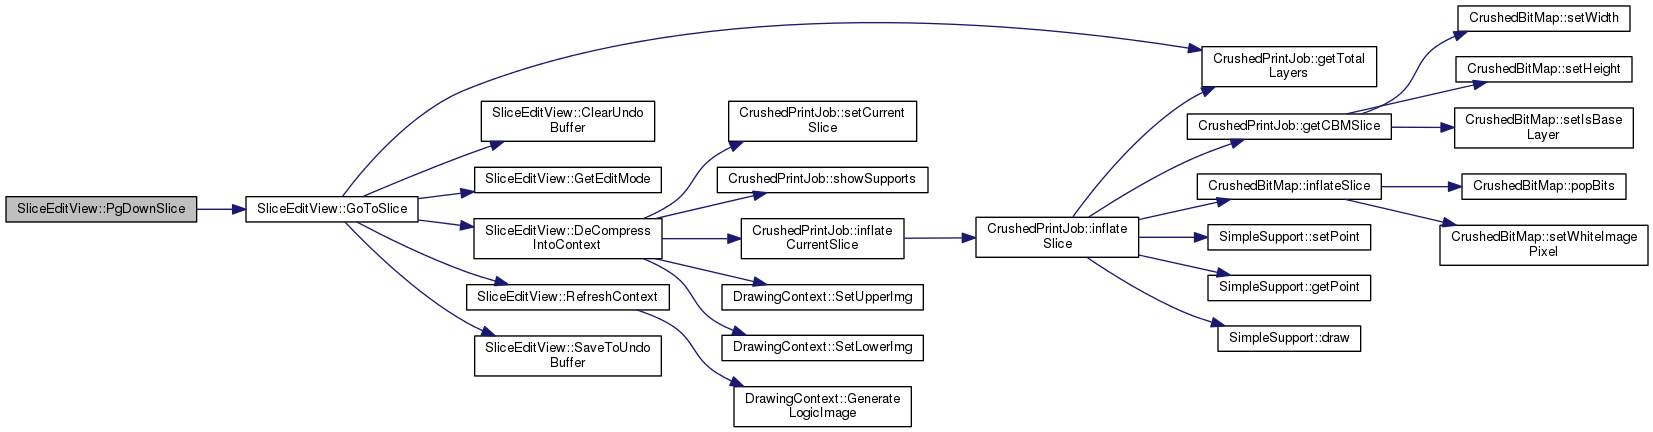 SliceEditView::PgDownSlice
SliceEditView::GoToSlice
SliceEditView::ClearUndo
Buffer
SliceEditView::GetEditMode
SliceEditView::DeCompress
IntoContext
SliceEditView::RefreshContext
SliceEditView::SaveToUndo
Buffer
CrushedPrintJob::setCurrent
Slice
CrushedPrintJob::showSupports
CrushedPrintJob::inflate
CurrentSlice
DrawingContext::SetUpperImg
DrawingContext::SetLowerImg
DrawingContext::Generate
LogicImage
CrushedPrintJob::inflate
Slice
CrushedPrintJob::getTotal
Layers
CrushedPrintJob::getCBMSlice
CrushedBitMap::inflateSlice
SimpleSupport::setPoint
SimpleSupport::getPoint
SimpleSupport::draw
CrushedBitMap::setWidth
CrushedBitMap::setHeight
CrushedBitMap::setIsBase
Layer
CrushedBitMap::popBits
CrushedBitMap::setWhiteImage
Pixel